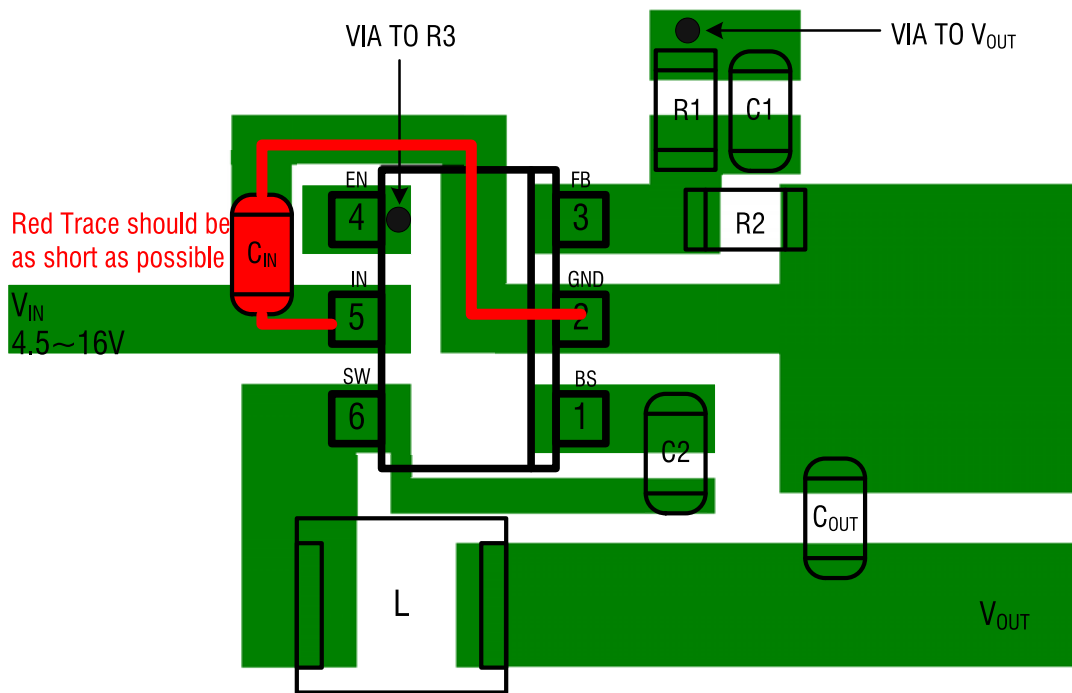 VIA TO R3
VIA TO VOUT
R1
C1
EN
FB
4
3
R2
Red Trace should be
as short as possible
CIN
IN
GND
VIN
4.5~16V
5
2
SW
BS
6
1
C2
COUT
L
VOUT